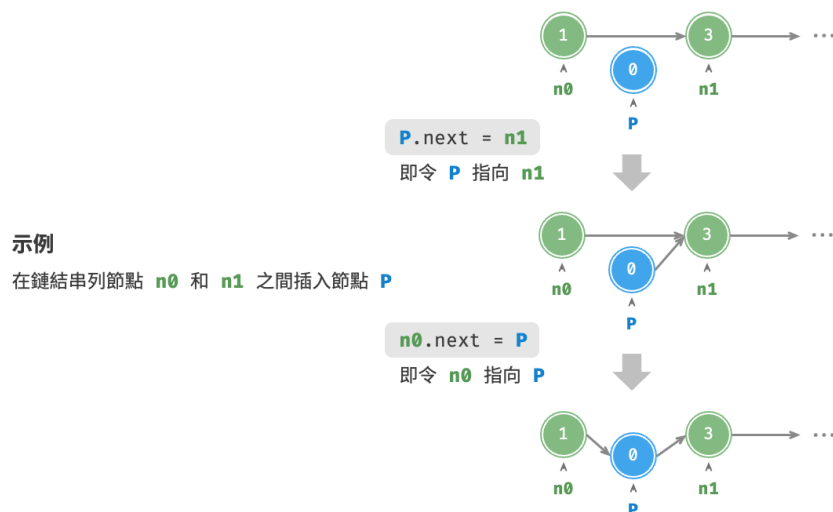 1 3 ...
0
n0 n1
P
P.next = n1
即令 P 指向 n1
1 3 ...
示例
0
在鏈結串列節點 n0 和 n1 之間插入節點 P
n0 n1
P
n0.next = P
即令 n0 指向 P
1 3 ...
0
n0 n1
P